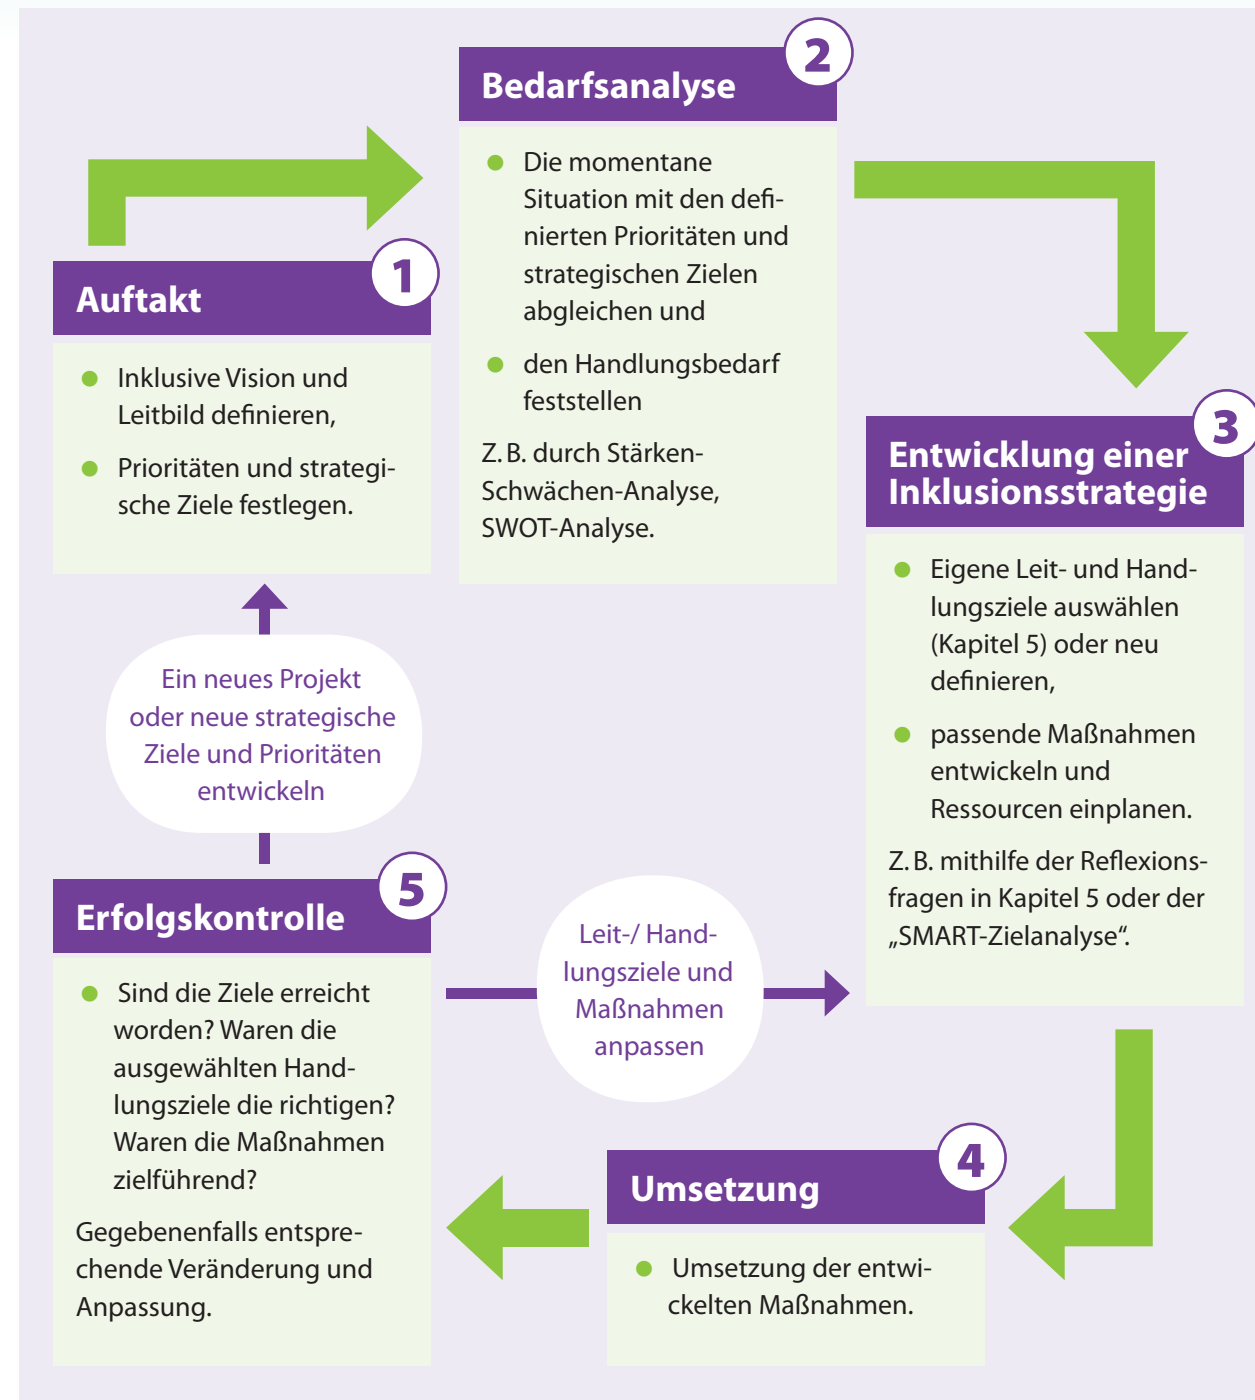 1
Auftakt
● Inklusive Vision und
Leitbild definieren,
● Prioritäten und strategi-
sche Ziele festlegen.
2
Bedarfsanalyse
● Die momentane
Situation mit den defi-
nierten Prioritäten und
strategischen Zielen
abgleichen und
● den Handlungsbedarf
feststellen
Z. B. durch Stärken-
Schwächen-Analyse,
SWOT-Analyse.
3
Entwicklung einer
Inklusionsstrategie
● Eigene Leit- und Hand-
lungsziele auswählen
(Kapitel 5) oder neu
definieren,
● passende Maßnahmen
entwickeln und
Ressourcen einplanen.
Z. B. mithilfe der Reflexions-
fragen in Kapitel 5 oder der
„SMART-Zielanalyse“.
4
Umsetzung
● Umsetzung der entwi-
ckelten Maßnahmen.
5
Erfolgskontrolle
● Sind die Ziele erreicht
worden? Waren die
ausgewählten Hand-
lungsziele die richtigen?
Waren die Maßnahmen
zielführend?
Gegebenenfalls entspre-
chende Veränderung und
Anpassung.
Ein neues Projekt
oder neue strategische
Ziele und Prioritäten
entwickeln
Leit-/ Hand-
lungsziele und
Maßnahmen
anpassen